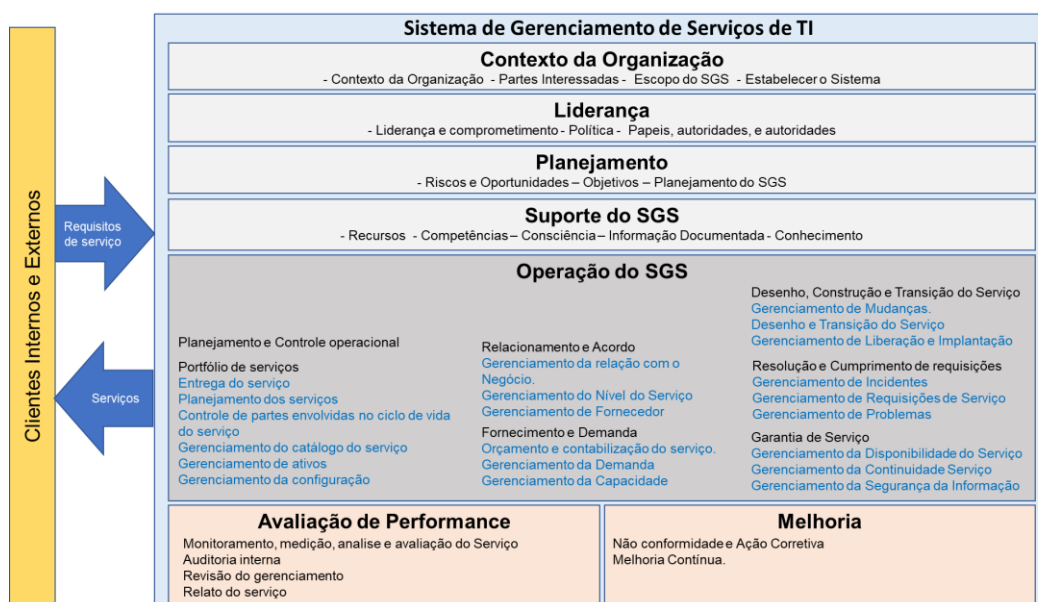 Sistema de Gerenciamento de Serviços de TI
Contexto da Organização
- Contexto da Organização - Partes Interessadas - Escopo do SGS - Estabelecer o Sistema
Liderança
- Liderança e comprometimento - Política - Papeis, autoridades, e autoridades
Planejamento
- Riscos e Oportunidades – Objetivos – Planejamento do SGS
Suporte do SGS
- Recursos - Competências – Consciência – Informação Documentada - Conhecimento
Clientes Internos e Externos
Requisitos
de serviço
Serviços
Operação do SGS
Planejamento e Controle operacional
Portfólio de serviços
Entrega do serviço
Planejamento dos serviços
Controle de partes envolvidas no ciclo de vida
do serviço
Gerenciamento do catálogo do serviço
Gerenciamento de ativos
Gerenciamento da configuração
Relacionamento e Acordo
Gerenciamento da relação com o
Negócio.
Gerenciamento do Nível do Serviço
Gerenciamento de Fornecedor
Fornecimento e Demanda
Orçamento e contabilização do serviço.
Gerenciamento da Demanda
Gerenciamento da Capacidade
Desenho, Construção e Transição do Serviço
Gerenciamento de Mudanças.
Desenho e Transição do Serviço
Gerenciamento de Liberação e Implantação
Resolução e Cumprimento de requisições
Gerenciamento de Incidentes
Gerenciamento de Requisições de Serviço
Gerenciamento de Problemas
Garantia de Serviço
Gerenciamento da Disponibilidade do Serviço
Gerenciamento da Continuidade Serviço
Gerenciamento da Segurança da Informação
Avaliação de Performance
Monitoramento, medição, analise e avaliação do Serviço
Auditoria interna
Revisão do gerenciamento
Relato do serviço
Melhoria
Não conformidade e Ação Corretiva
Melhoria Contínua.